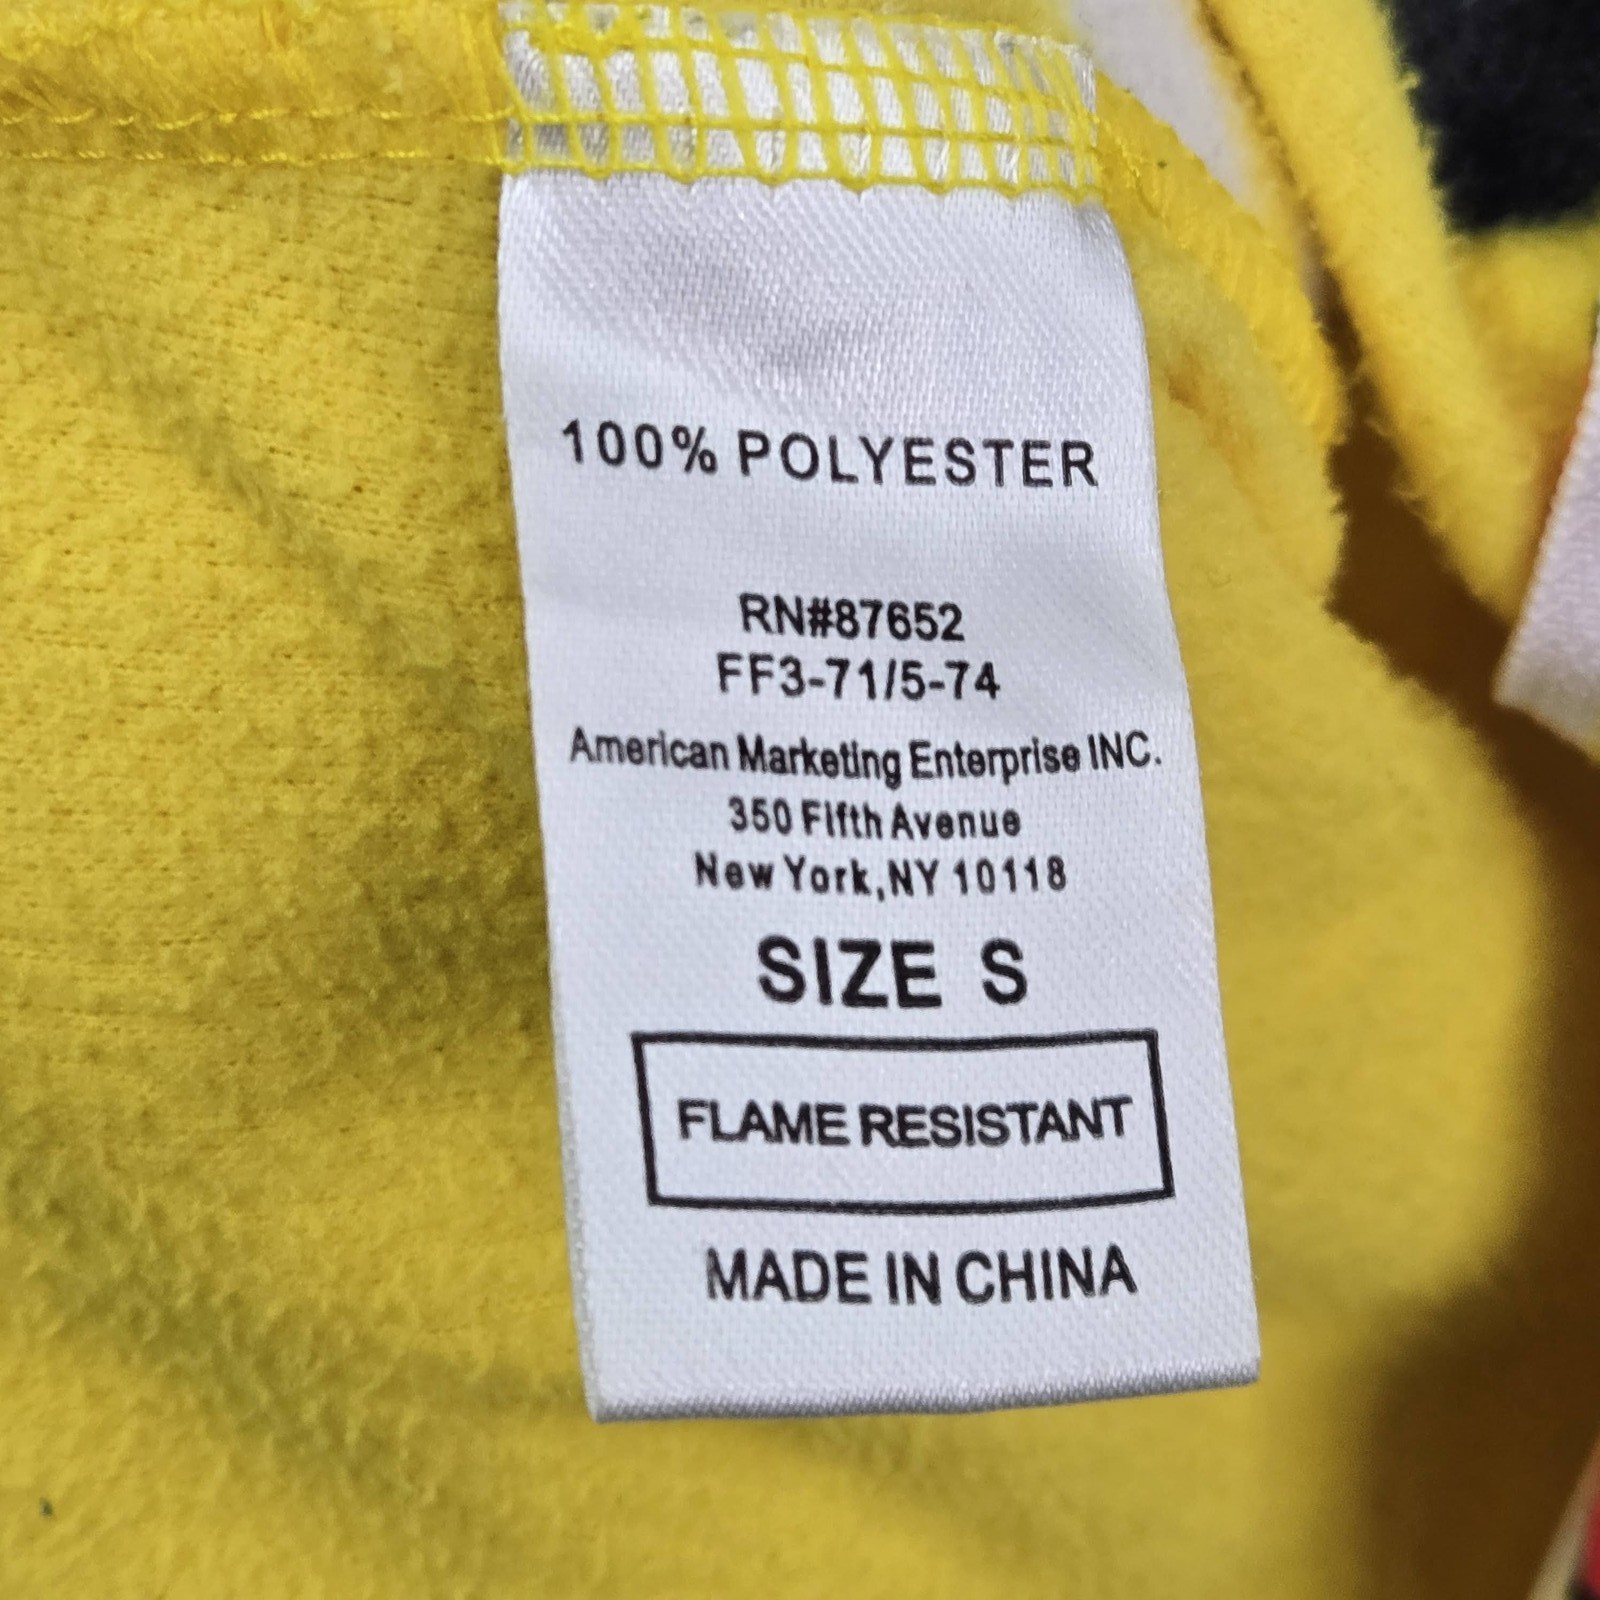 100% POLYESTER
RN#87652
FF3-71/5-74
American Marketing Enterprise INC.
350 Fifth Avenue
New York,NY 10118
SIZE S
FLAME RESISTANT
MADE IN CHINA